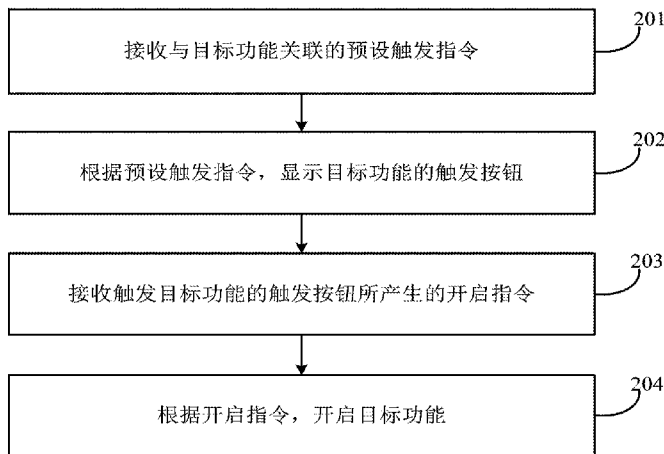 接收与目标功能关联的预设触发指令
201
根据预设触发指令，显示目标功能的触发按钮
202
接收触发目标功能的触发按钮所产生的开启指令
203
根据开启指令，开启目标功能
204